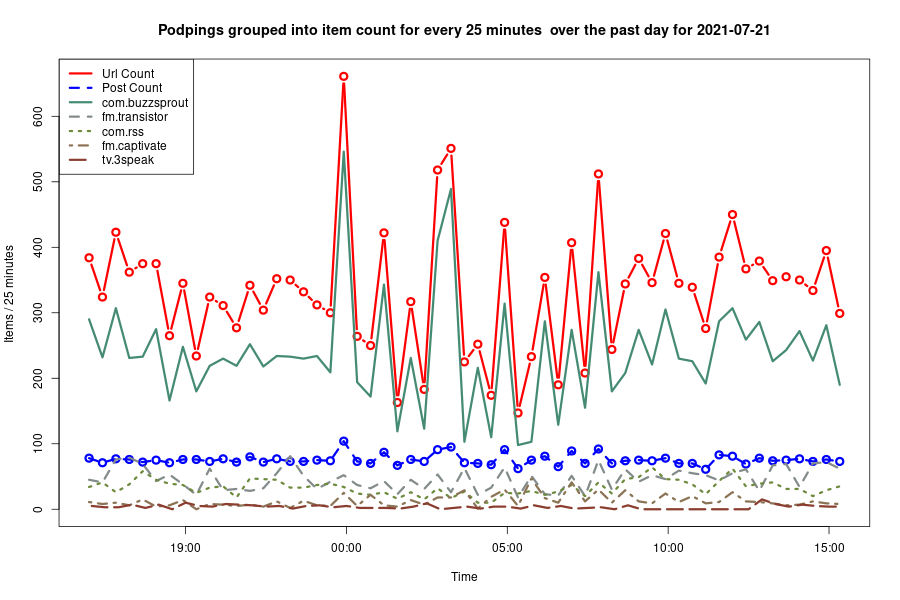 Podpings grouped into item count for every 25 minutes  over the past day for 2021-07-21
Url Count
Post Count
com.buzzsprout
fm.transistor
com.rss
fm.captivate
tv.3speak
Items / 25 minutes
600
500
400
300
200
100
0
19:00 00:00 05:00 10:00 15:00
Time